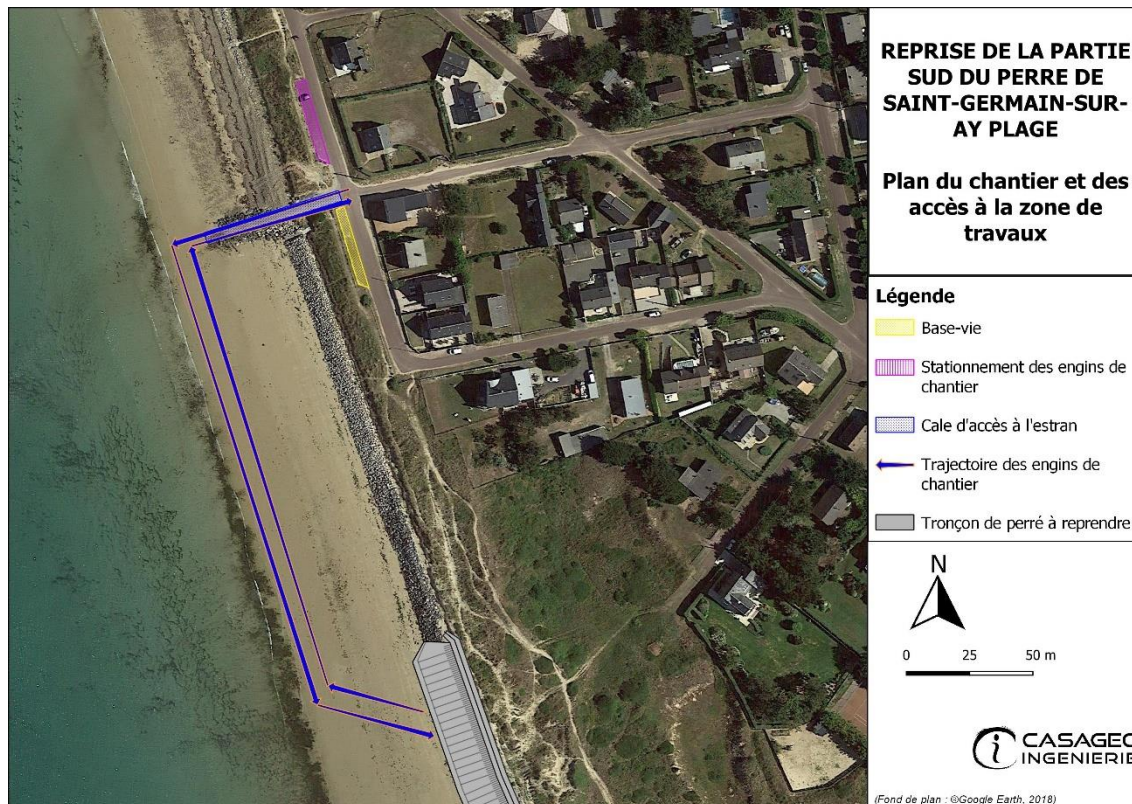 REPRISE DE LA PARTIE
SUD DU PERRE DE
SAINT-GERMAIN-SUR-
AY PLAGE
Plan du chantier et des
accès à la zone de
travaux
Légende
Base-vie
Stationnement des engins de
chantier
Cale d'accès à l'estran
Trajectoire des engins de
chantier
Tronçon de perré à reprendre
N
0 25 50 m
CASAGEC
INGENIERIE
(Fond de plan : ©Google Earth, 2018)